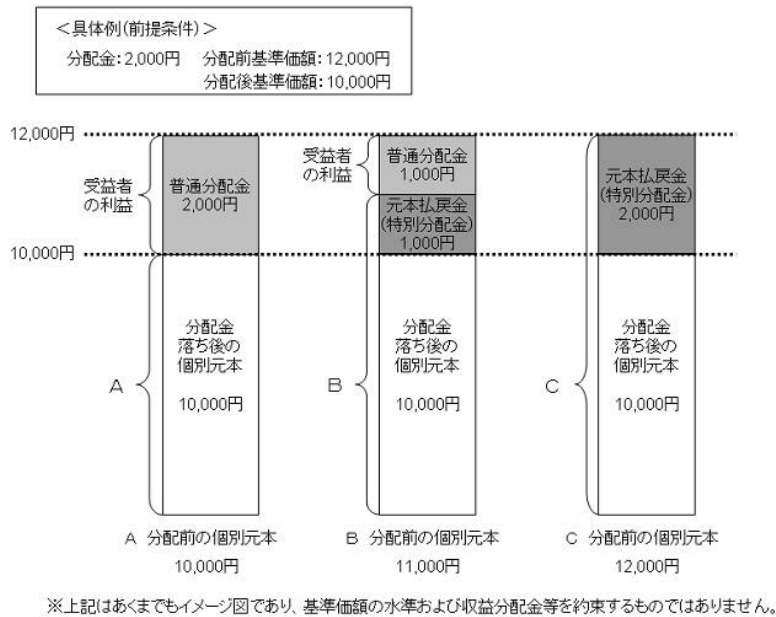 <具体例(前提条件)>
分配金:2,000円　分配前基準価額:12,000円
分配後基準価額:10,000円
12,000円
受益者
の利益
普通分配金
2,000円
受益者
の利益
普通分配金
1,000円
元本払戻金
(特別分配金)
1,000円
元本払戻金
(特別分配金)
2,000円
10,000円
A
分配金
落ち後の
個別元本
10,000円
B
分配金
落ち後の
個別元本
10,000円
C
分配金
落ち後の
個別元本
10,000円
A 分配前の個別元本
10,000円
B 分配前の個別元本
11,000円
C 分配前の個別元本
12,000円
※上記はあくまでもイメージ図であり、基準価額の水準および収益分配金等を約束するものではありません。